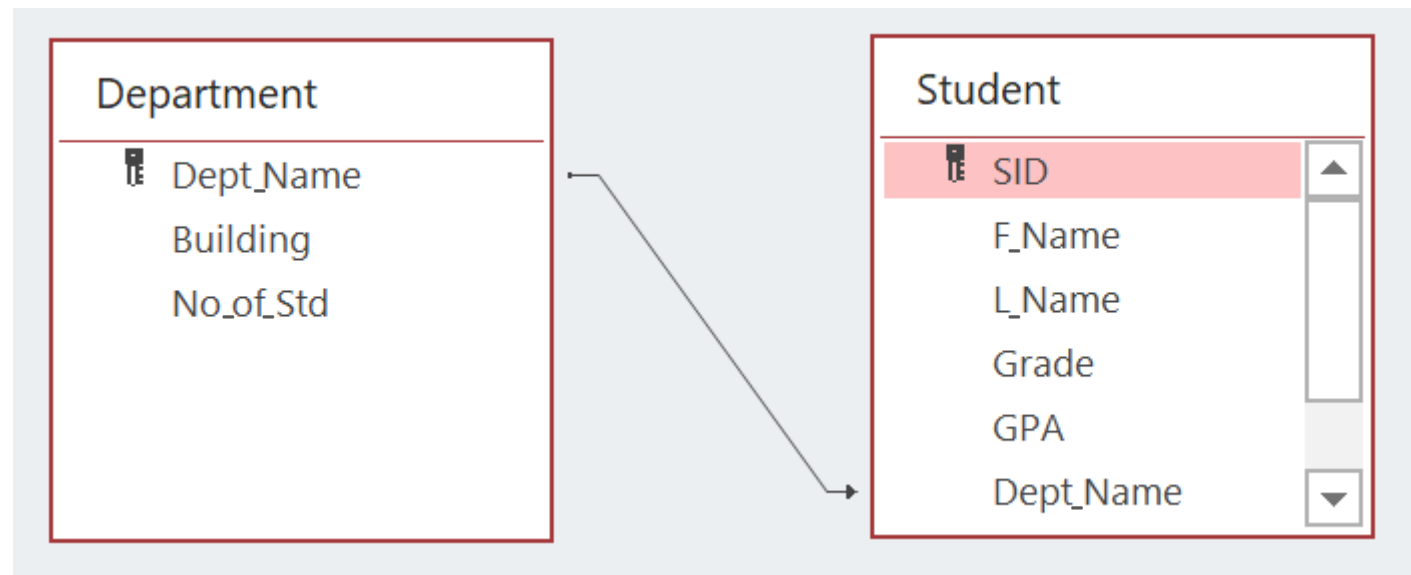 Department
Dept_Name
Building
No_of_Std
Student
SID
F_Name
L_Name
Grade
GPA
Dept_Name